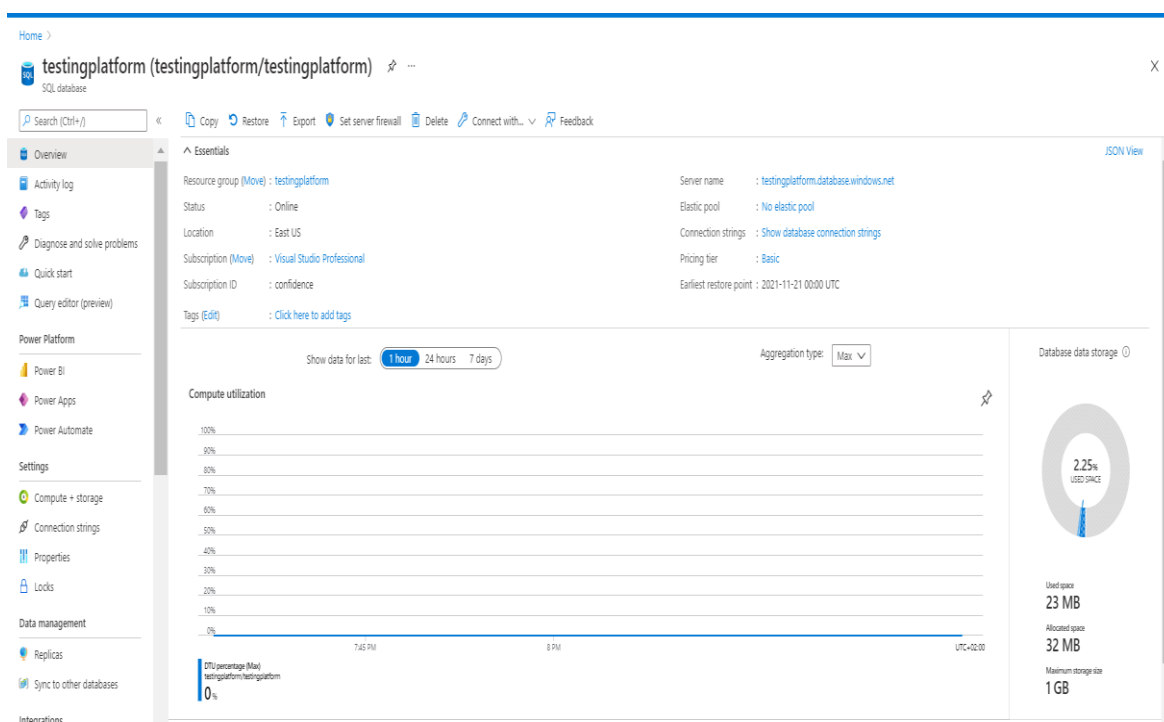 Home >
testingplatform (testingplatform/testingplatform)
SQL
SQL database
Search (Ctrl+/)
«
Copy Restore Export Set server firewall Delete Connect with... Feedback
Overview
Activity log
Tags
Diagnose and solve problems
Quick start
Query editor (preview)
Power Platform
Power BI
Power Apps
Power Automate
Settings
Compute + storage
Connection strings
Properties
Locks
Data management
Replicas
Sync to other databases
Integrations
Essentials
JSON View
Resource group (Move) : testingplatform
Status : Online
Location : East US
Subscription (Move) : Visual Studio Professional
Subscription ID : confidence
Tags (Edit) : Click here to add tags
Server name : testingplatform.database.windows.net
Elastic pool : No elastic pool
Connection strings : Show database connection strings
Pricing tier : Basic
Earliest restore point : 2021-11-21 00:00 UTC
Show data for last: 1 hour 24 hours 7 days
Aggregation type: Max
Compute utilization
100%
90%
80%
70%
60%
50%
40%
30%
20%
10%
0%
7:45 PM 8 PM UTC+02:00
DTU percentage (Max)
testingplatform/testingplatform
0 %
Database data storage
2.25%
USED SPACE
Used space
23 MB
Allocated space
32 MB
Maximum storage size
1 GB